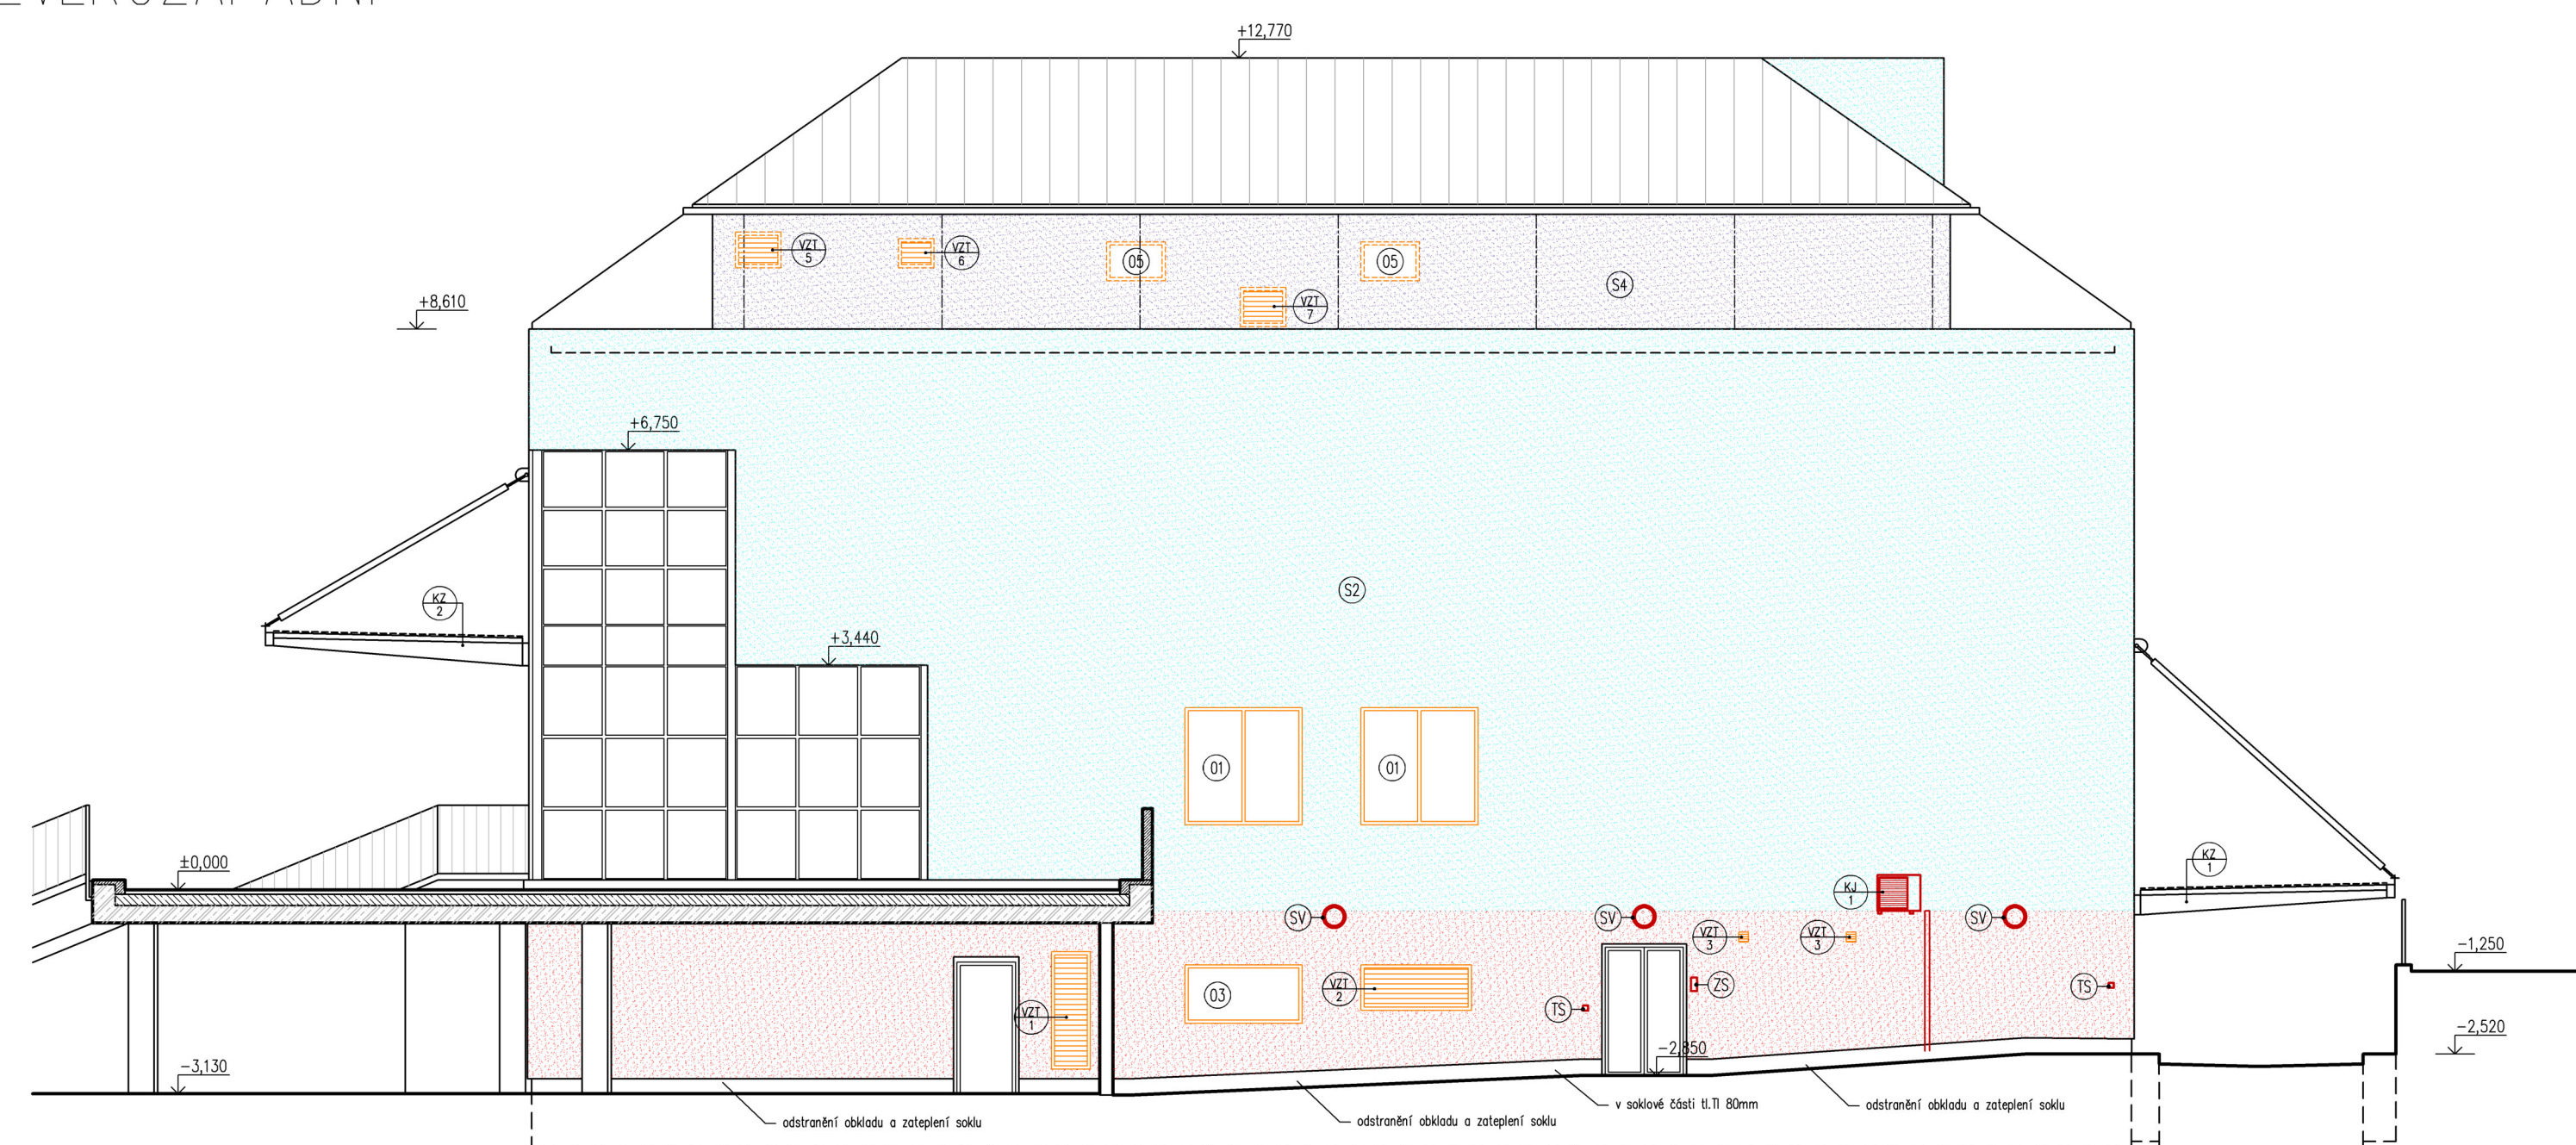 +12,770
VZT
5
VZT
6
05
05
S4
VZT
7
+8,610
+6,750
KZ
2
S2
+3,440
01
01
±0,000
KZ
1
KJ
1
SV
SV
SV
VZT
3
VZT
3
-1,250
03
VZT
2
ZS
TS
TS
VZT
1
-2,520
-2,850
-3,130
odstranění obkladu a zateplení soklu
odstranění obkladu a zateplení soklu
v soklové části tl.TI 80mm
odstranění obkladu a zateplení soklu